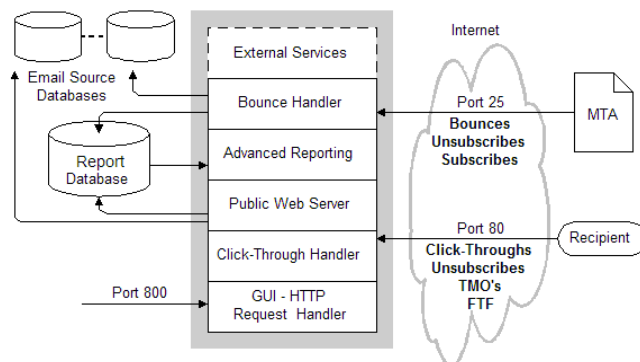 Internet
External Services
Email Source
Databases
Bounce Handler
Port 25
Bounces
Unsubscribes
Subscribes
MTA
Report
Database
Advanced Reporting
Public Web Server
Port 80
Click-Throughs
Unsubscribes
TMO's
FTF
Recipient
Click-Through Handler
Port 800
GUI - HTTP
Request Handler